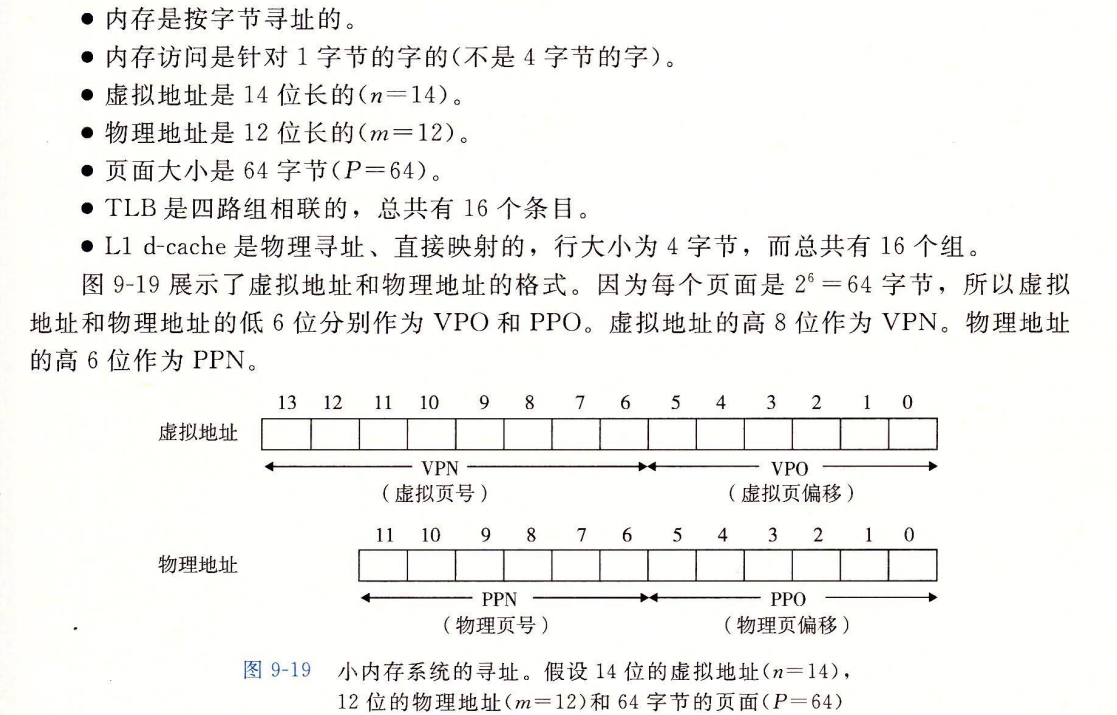 ● 内存是按字节寻址的。
● 内存访问是针对 1 字节的字的(不是 4 字节的字)。
● 虚拟地址是 14 位长的(n=14)。
● 物理地址是 12 位长的(m=12)。
● 页面大小是 64 字节(P=64)。
● TLB 是四路组相联的，总共有 16 个条目。
● L1 d-cache 是物理寻址、直接映射的，行大小为 4 字节，而总共有 16 个组。
图 9-19 展示了虚拟地址和物理地址的格式。因为每个页面是 2⁶=64 字节，所以虚拟
地址和物理地址的低 6 位分别作为 VPO 和 PPO。虚拟地址的高 8 位作为 VPN。物理地址
的高 6 位作为 PPN。
13 12 11 10 9 8 7 6 5 4 3 2 1 0
虚拟地址
VPN VPO
(虚拟页号) (虚拟页偏移)
11 10 9 8 7 6 5 4 3 2 1 0
物理地址
PPN PPO
(物理页号) (物理页偏移)
图 9-19 小内存系统的寻址。假设 14 位的虚拟地址(n=14)，
12 位的物理地址(m=12)和 64 字节的页面(P=64)